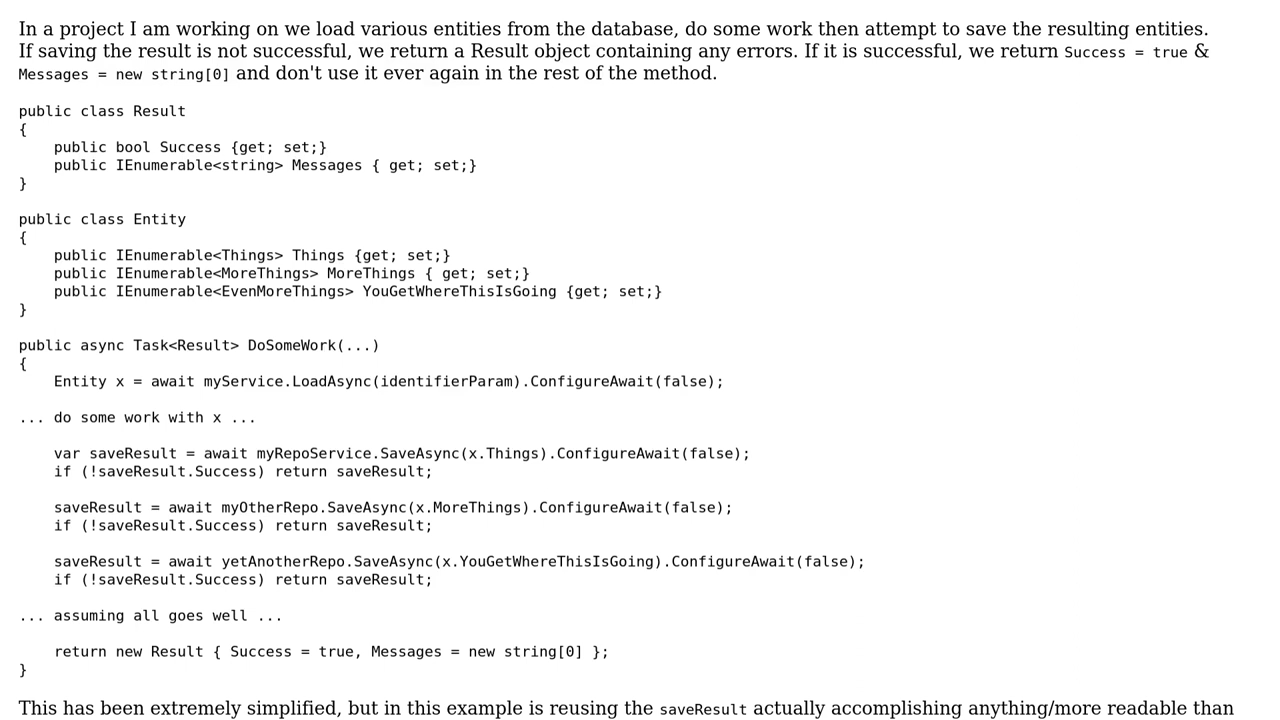 In a project I am working on we load various entities from the database, do some work then attempt to save the resulting entities.
If saving the result is not successful, we return a Result object containing any errors. If it is successful, we return Success = true &
Messages = new string[0] and don't use it ever again in the rest of the method.
public class Result
{
    public bool Success {get; set;}
    public IEnumerable<string> Messages { get; set;}
}
public class Entity
{
    public IEnumerable<Things> Things {get; set;}
    public IEnumerable<MoreThings> MoreThings { get; set;}
    public IEnumerable<EvenMoreThings> YouGetWhereThisIsGoing {get; set;}
}
public async Task<Result> DoSomeWork(...)
{
    Entity x = await myService.LoadAsync(identifierParam).ConfigureAwait(false);
... do some work with x ...
    var saveResult = await myRepoService.SaveAsync(x.Things).ConfigureAwait(false);
    if (!saveResult.Success) return saveResult;
    saveResult = await myOtherRepo.SaveAsync(x.MoreThings).ConfigureAwait(false);
    if (!saveResult.Success) return saveResult;
    saveResult = await yetAnotherRepo.SaveAsync(x.YouGetWhereThisIsGoing).ConfigureAwait(false);
    if (!saveResult.Success) return saveResult;
... assuming all goes well ...
    return new Result { Success = true, Messages = new string[0] };
}
This has been extremely simplified, but in this example is reusing the saveResult actually accomplishing anything/more readable than